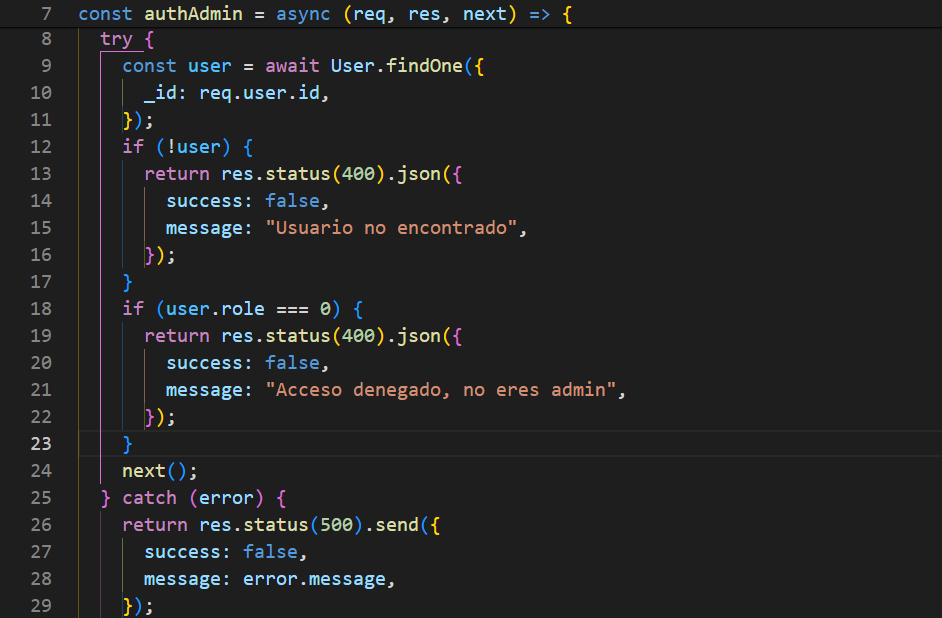 7 const authAdmin = async (req, res, next) => {
8 try {
9 const user = await User.findOne({
10 _id: req.user.id,
11 });
12 if (!user) {
13 return res.status(400).json({
14 success: false,
15 message: "Usuario no encontrado",
16 });
17 }
18 if (user.role === 0) {
19 return res.status(400).json({
20 success: false,
21 message: "Acceso denegado, no eres admin",
22 });
23 }
24 next();
25 } catch (error) {
26 return res.status(500).send({
27 success: false,
28 message: error.message,
29 });